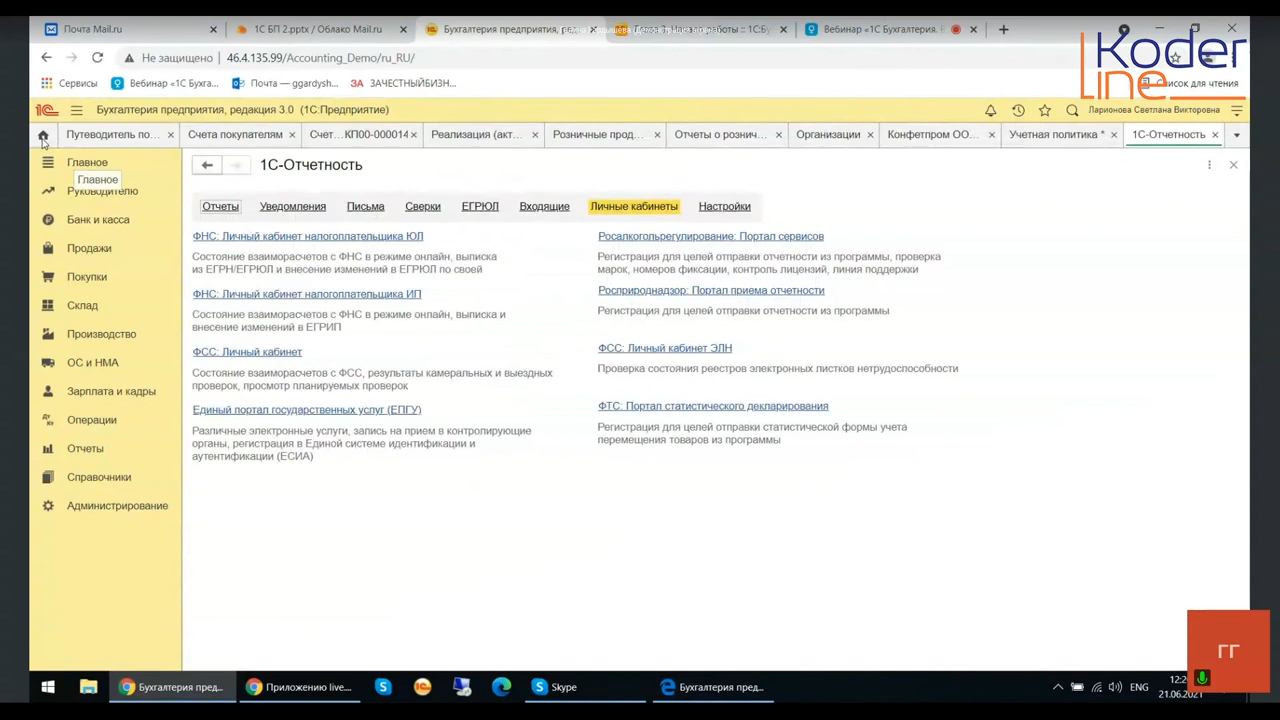 Почта Mail.ru
1С БП 2.pptx / Облако Mail.ru
Бухгалтерия предприятия, р
Вебинар «1С Бухгалтерия.
Не защищено
46.4.135.99/Accounting_Demo/ru_RU/
Koder
Line
Сервисы
Вебинар «1С Бухга...
Почта — ggardysh...
ЗАЧЕСТНЫЙБИЗН...
Список для чтения
Бухгалтерия предприятия, редакция 3.0 (1С:Предприятие)
Ларионова Светлана Викторовна
Путеводитель по...
Счета покупателям
Счет...КП00-000014
Реализация (акт...
Розничные прод...
Отчеты о рознич...
Организации
Конфетпром ОО...
Учетная политика *
1С-Отчетность
Главное
Главное
Руководителю
Банк и касса
Продажи
Покупки
Склад
Производство
ОС и НМА
Зарплата и кадры
Операции
Отчеты
Справочники
Администрирование
1С-Отчетность
Отчеты
Уведомления
Письма
Сверки
ЕГРЮЛ
Входящие
Личные кабинеты
Настройки
ФНС: Личный кабинет налогоплательщика ЮЛ
Состояние взаиморасчетов с ФНС в режиме онлайн, выписка
из ЕГРН/ЕГРЮЛ и внесение изменений в ЕГРЮЛ по своей
ФНС: Личный кабинет налогоплательщика ИП
Состояние взаиморасчетов с ФНС в режиме онлайн, выписка и
внесение изменений в ЕГРИП
ФСС: Личный кабинет
Состояние взаиморасчетов с ФСС, результаты камеральных и выездных
проверок, просмотр планируемых проверок
Единый портал государственных услуг (ЕПГУ)
Различные электронные услуги, запись на прием в контролирующие
органы, регистрация в Единой системе идентификации и
аутентификации (ЕСИА)
Росалкогольрегулирование: Портал сервисов
Регистрация для целей отправки отчетности из программы, проверка
марок, номеров фиксации, контроль лицензий, линия поддержки
Росприроднадзор: Портал приема отчетности
Регистрация для целей отправки отчетности из программы
ФСС: Личный кабинет ЭЛН
Проверка состояния реестров электронных листков нетрудоспособности
ФТС: Портал статистического декларирования
Регистрация для целей отправки статистической формы учета
перемещения товаров из программы
ГГ
Бухгалтерия пред...
Приложению live....
Skype
Бухгалтерия пред...
ENG